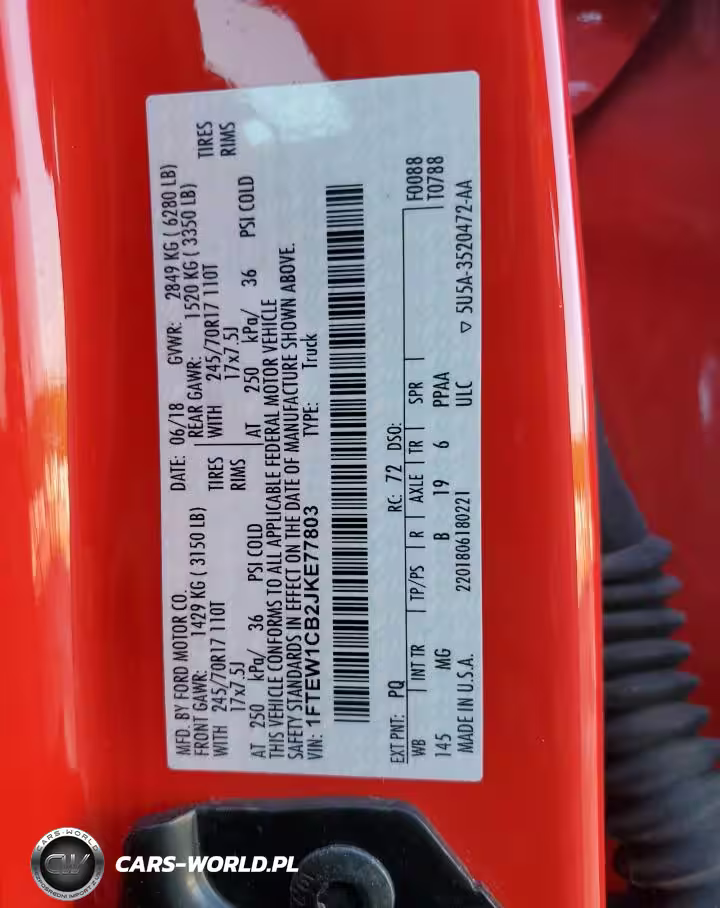 MFD. BY FORD MOTOR CO.
DATE: 06/18
GVWR: 2849 KG ( 6280 LB)
FRONT GAWR: 1429 KG ( 3150 LB)
REAR GAWR: 1520 KG ( 3350 LB)
WITH 245/70R17 110T TIRES
WITH 245/70R17 110T TIRES
17x7.5J RIMS
17x7.5J RIMS
AT 250 kPa/ 36 PSI COLD
AT 250 kPa/ 36 PSI COLD
THIS VEHICLE CONFORMS TO ALL APPLICABLE FEDERAL MOTOR VEHICLE
SAFETY STANDARDS IN EFFECT ON THE DATE OF MANUFACTURE SHOWN ABOVE.
VIN: 1FTEW1CB2JKE77803
TYPE: Truck
EXT PNT: PQ RC: 72 DSO: F0088
WB INT TR TP/PS R AXLE TR SPR T0788
145 MG B 19 6 PPAA
MADE IN U.S.A. 2201806180221 ULC ▽ 5U5A-3520472-AA
CARS-WORLD
CW
CARS-WORLD.PL